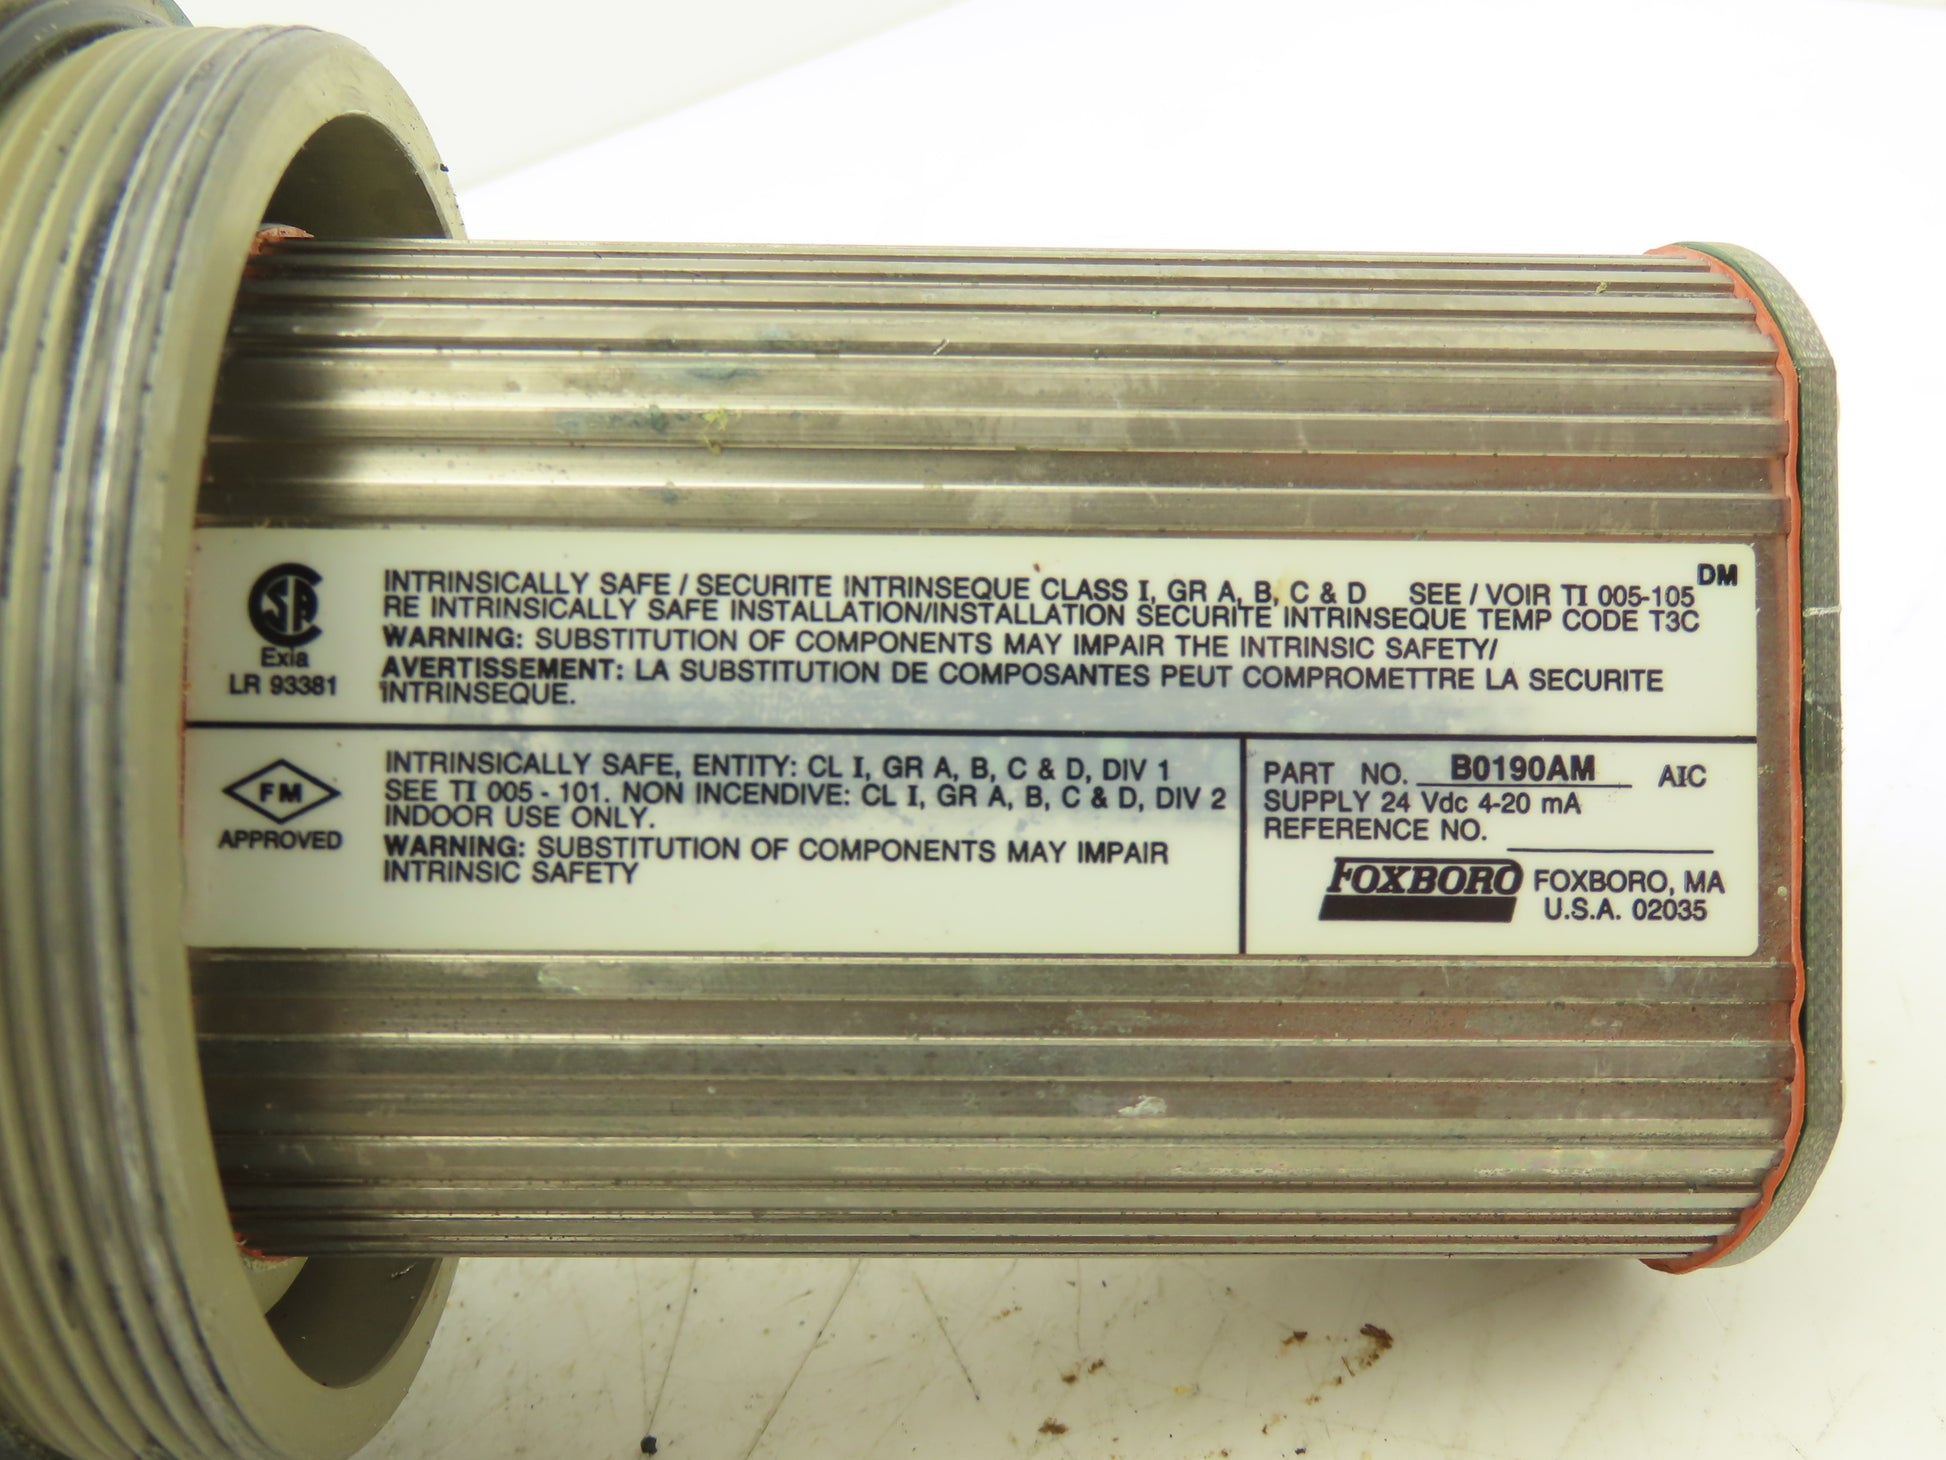 INTRINSICALLY SAFE / SECURITE INTRINSEQUE CLASS I, GR A, B, C & D SEE / VOIR TI 005-105 DM
RE INTRINSICALLY SAFE INSTALLATION/INSTALLATION SECURITE INTRINSEQUE TEMP CODE T3C
WARNING: SUBSTITUTION OF COMPONENTS MAY IMPAIR THE INTRINSIC SAFETY/
AVERTISSEMENT: LA SUBSTITUTION DE COMPOSANTES PEUT COMPROMETTRE LA SECURITE
INTRINSEQUE.
SA
Exia
LR 93381
FM
APPROVED
INTRINSICALLY SAFE, ENTITY: CL I, GR A, B, C & D, DIV 1
SEE TI 005 - 101. NON INCENDIVE: CL I, GR A, B, C & D, DIV 2
INDOOR USE ONLY.
WARNING: SUBSTITUTION OF COMPONENTS MAY IMPAIR
INTRINSIC SAFETY
PART NO. B0190AM AIC
SUPPLY 24 Vdc 4-20 mA
REFERENCE NO.
FOXBORO FOXBORO, MA
U.S.A. 02035